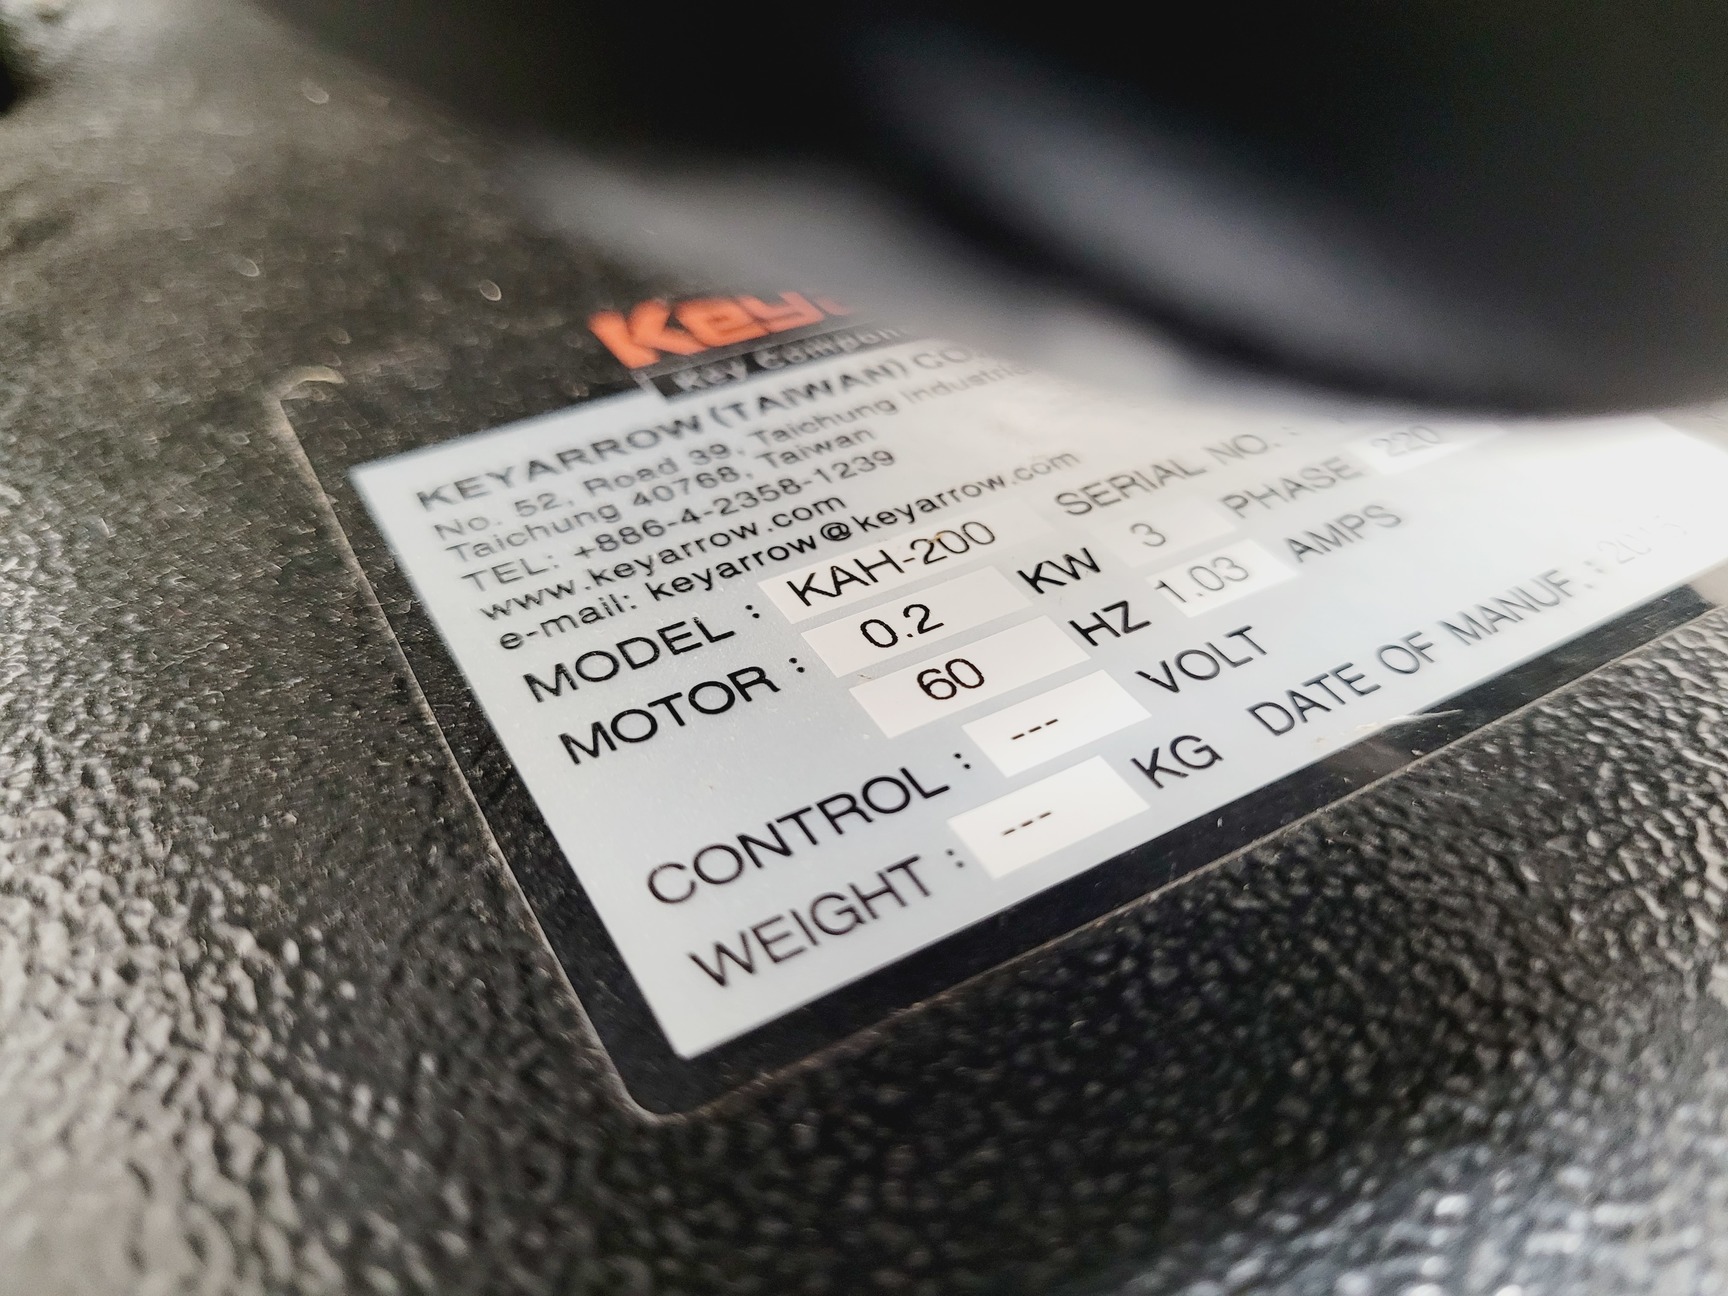 Key
Key
KEYARROW (TAIWAN) CO
No. 52, Road 39, Taichung
Taichung 40768, Taiwan
TEL: +886-4-2358-1239
www.keyarrow.com
e-mail: keyarrow@keyarrow.com
MODEL : KAH-200 SERIAL NO. :
MOTOR : 0.2 KW 3 PHASE 220
60 HZ 1.03 AMPS
CONTROL : --- VOLT
WEIGHT : --- KG DATE OF MANUF. :